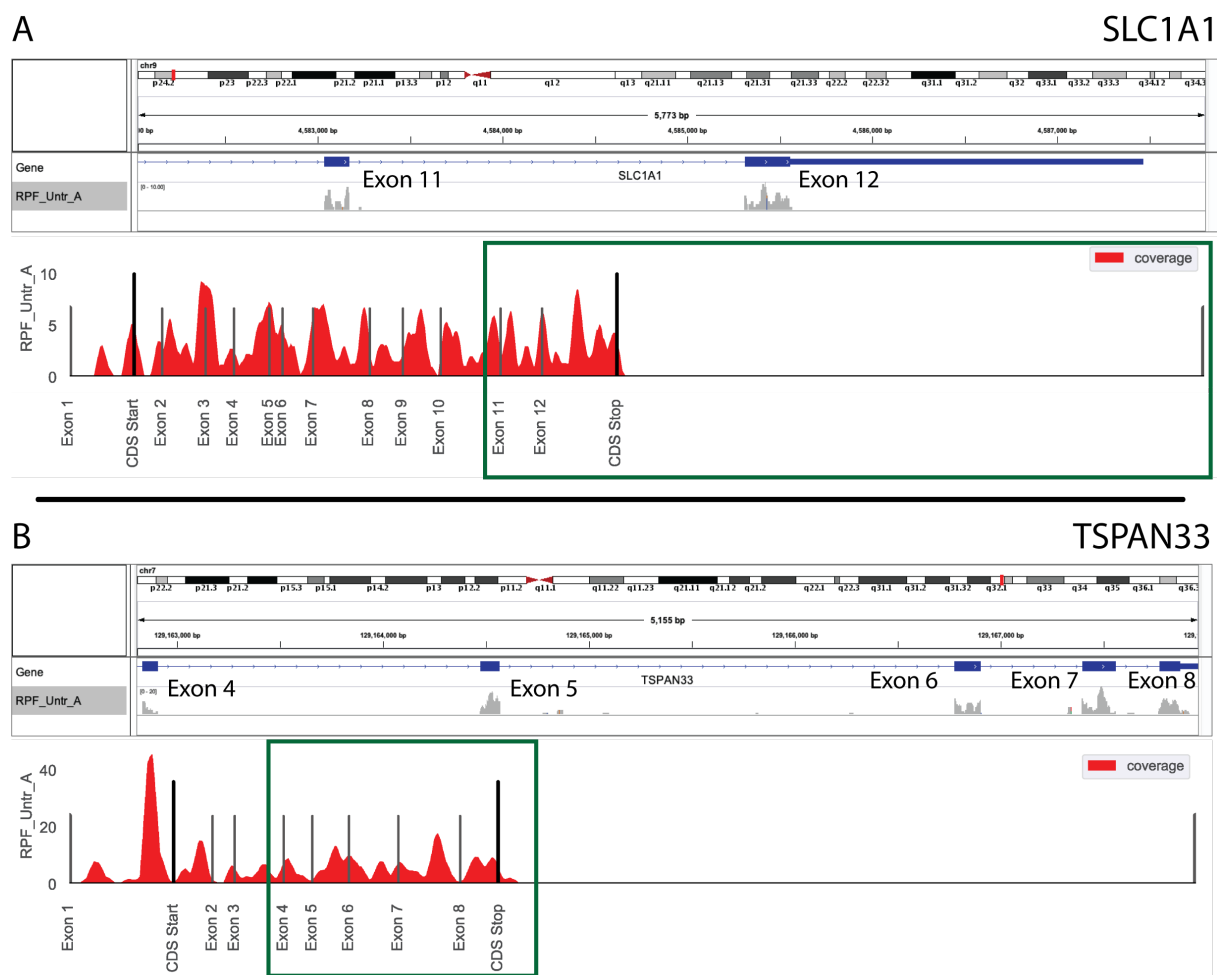 A
SLC1A1
chr9
p24.2 p23 p22.3 p22.1 p21.2 p21.1 p13.3 p12 q11 q12 q13 q21.11 q21.13 q21.31 q21.33 q22.2 q22.32 q31.1 q31.2 q32 q33.1 q33.2 q33.3 q34.12 q34.3
5,773 bp
00 bp 4,583,000 bp 4,584,000 bp 4,585,000 bp 4,586,000 bp 4,587,000 bp
Gene
SLC1A1
Exon 11
Exon 12
RPF_Untr_A
[0 - 10.00]
coverage
RPF_Untr_A
10
5
0
Exon 1
CDS Start
Exon 2
Exon 3
Exon 4
Exon 5
Exon 6
Exon 7
Exon 8
Exon 9
Exon 10
Exon 11
Exon 12
CDS Stop
B
TSPAN33
chr7
p22.2 p21.3 p21.2 p15.3 p15.1 p14.2 p13 p12.2 p11.2 q11.1 q11.22 q11.23 q21.11 q21.12 q21.2 q22.1 q22.3 q31.1 q31.2 q31.32 q32.1 q33 q34 q35 q36.1 q36.3
5,155 bp
129,163,000 bp 129,164,000 bp 129,165,000 bp 129,166,000 bp 129,167,000 bp 129,
Gene
TSPAN33
Exon 4
Exon 5
Exon 6
Exon 7
Exon 8
RPF_Untr_A
[0 - 20]
coverage
RPF_Untr_A
40
20
0
Exon 1
CDS Start
Exon 2
Exon 3
Exon 4
Exon 5
Exon 6
Exon 7
Exon 8
CDS Stop